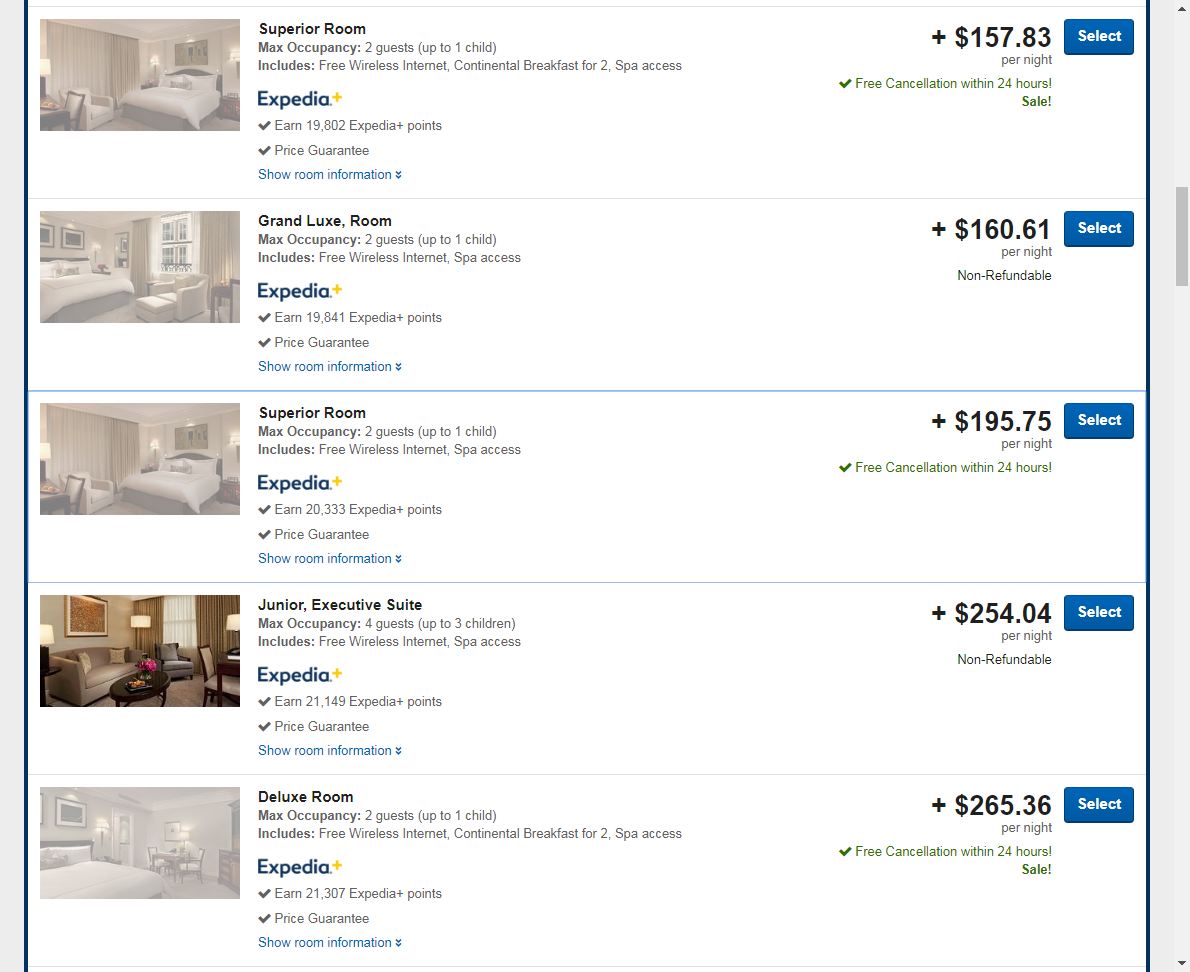 Superior Room
Max Occupancy: 2 guests (up to 1 child)
Includes: Free Wireless Internet, Continental Breakfast for 2, Spa access
Expedia+
Earn 19,802 Expedia+ points
Price Guarantee
Show room information
+ $157.83
per night
Free Cancellation within 24 hours!
Sale!
Select
Grand Luxe, Room
Max Occupancy: 2 guests (up to 1 child)
Includes: Free Wireless Internet, Spa access
Expedia+
Earn 19,841 Expedia+ points
Price Guarantee
Show room information
+ $160.61
per night
Non-Refundable
Select
Superior Room
Max Occupancy: 2 guests (up to 1 child)
Includes: Free Wireless Internet, Spa access
Expedia+
Earn 20,333 Expedia+ points
Price Guarantee
Show room information
+ $195.75
per night
Free Cancellation within 24 hours!
Select
Junior, Executive Suite
Max Occupancy: 4 guests (up to 3 children)
Includes: Free Wireless Internet, Spa access
Expedia+
Earn 21,149 Expedia+ points
Price Guarantee
Show room information
+ $254.04
per night
Non-Refundable
Select
Deluxe Room
Max Occupancy: 2 guests (up to 1 child)
Includes: Free Wireless Internet, Continental Breakfast for 2, Spa access
Expedia+
Earn 21,307 Expedia+ points
Price Guarantee
Show room information
+ $265.36
per night
Free Cancellation within 24 hours!
Sale!
Select